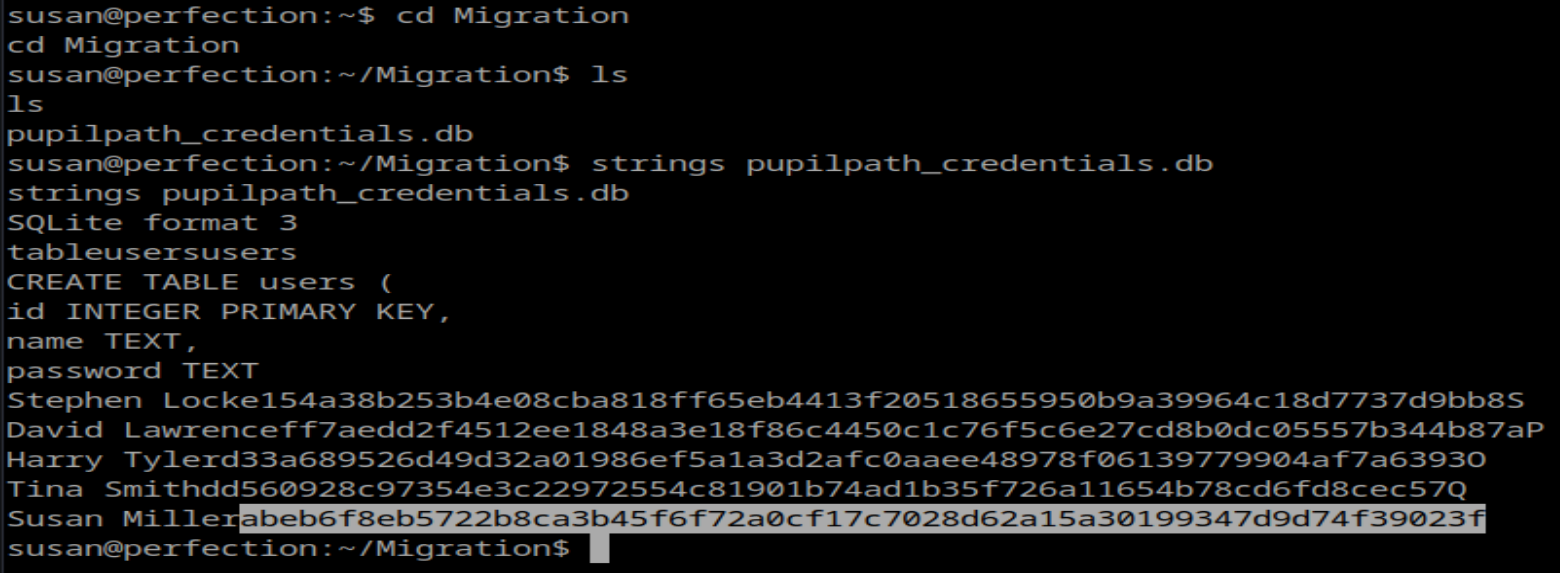 susan@perfection:~$ cd Migration
cd Migration
susan@perfection:~/Migration$ ls
ls
pupilpath_credentials.db
susan@perfection:~/Migration$ strings pupilpath_credentials.db
strings pupilpath_credentials.db
SQLite format 3
tableusersusers
CREATE TABLE users (
id INTEGER PRIMARY KEY,
name TEXT,
password TEXT
Stephen Locke154a38b253b4e08cba818ff65eb4413f20518655950b9a39964c18d7737d9bb8S
David Lawrenceff7aedd2f4512ee1848a3e18f86c4450c1c76f5c6e27cd8b0dc05557b344b87aP
Harry Tylerd33a689526d49d32a01986ef5a1a3d2afc0aaee48978f06139779904af7a6393O
Tina Smithdd560928c97354e3c22972554c81901b74ad1b35f726a11654b78cd6fd8cec57Q
Susan Millerabeb6f8eb5722b8ca3b45f6f72a0cf17c7028d62a15a30199347d9d74f39023f
susan@perfection:~/Migration$